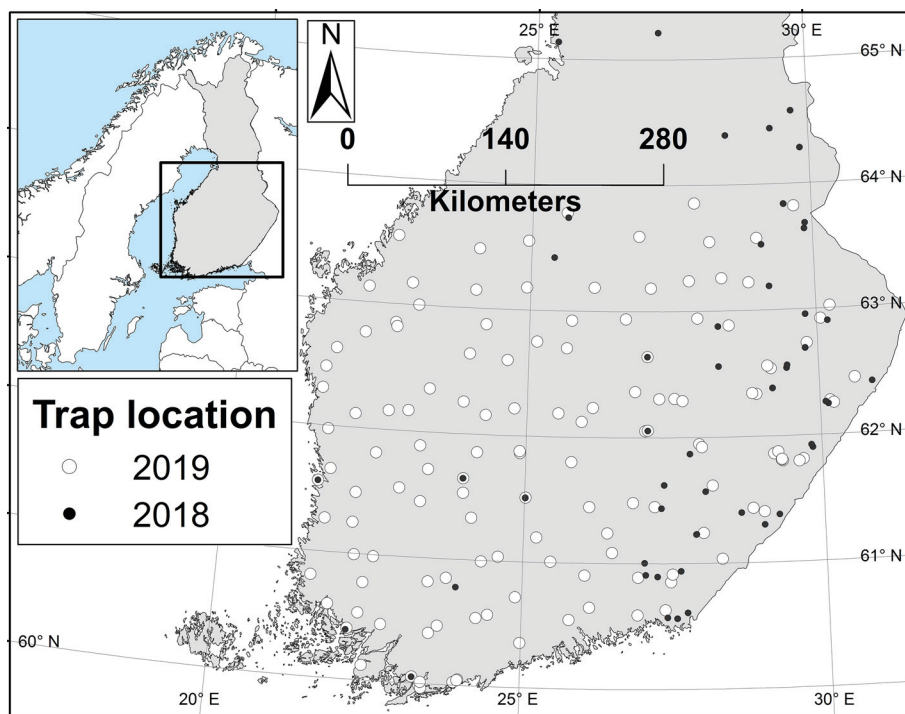 25° E
30° E
N
65° N
0
140
280
64° N
Kilometers
63° N
Trap location
2019
2018
62° N
61° N
60° N
20° E
25° E
30° E